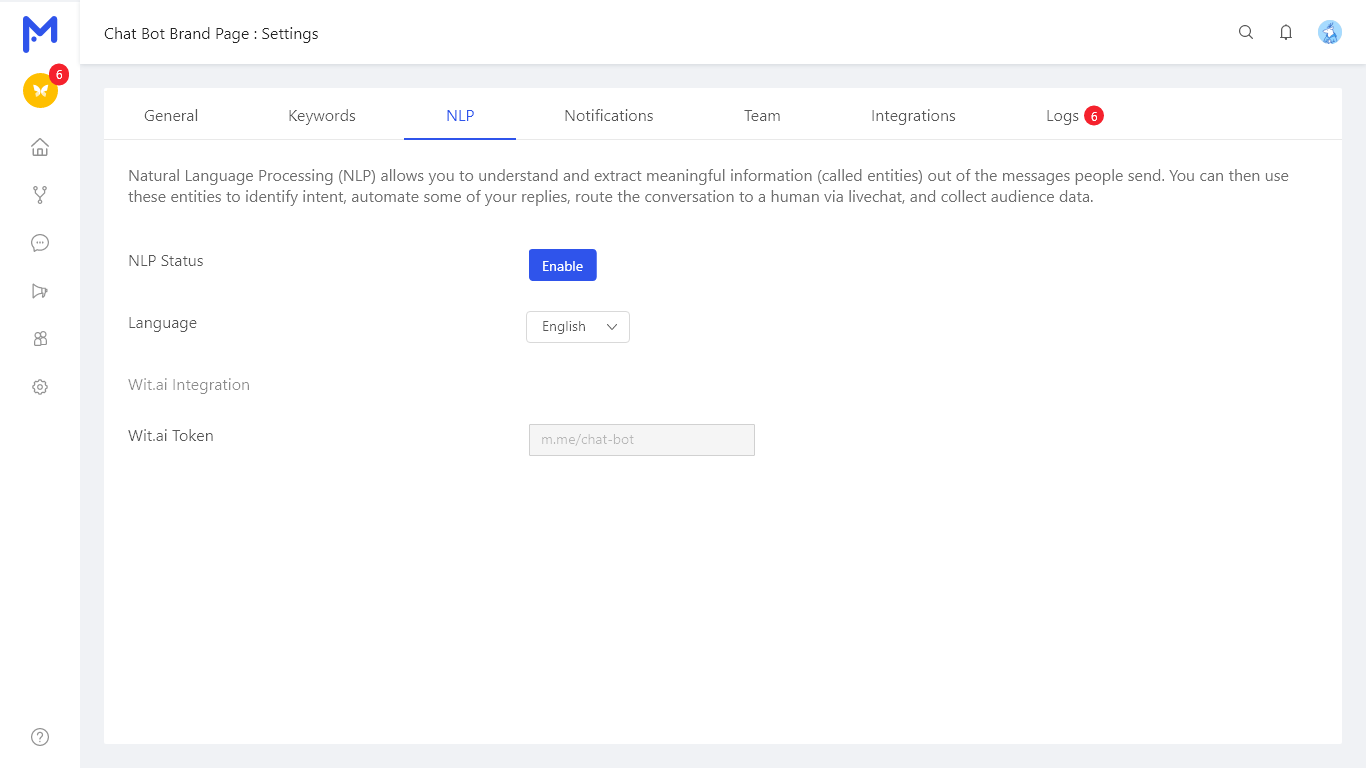 Chat Bot Brand Page : Settings
6
General
Keywords
NLP
Notifications
Team
Integrations
Logs 6
Natural Language Processing (NLP) allows you to understand and extract meaningful information (called entities) out of the messages people send. You can then use
these entities to identify intent, automate some of your replies, route the conversation to a human via livechat, and collect audience data.
NLP Status
Enable
Language
English
Wit.ai Integration
Wit.ai Token
m.me/chat-bot